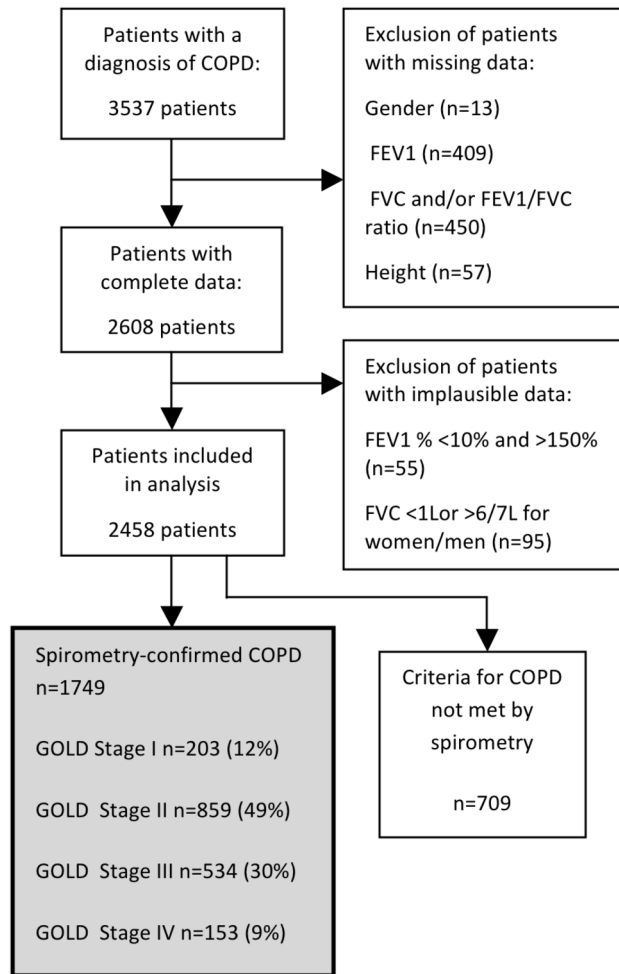 Patients with a
diagnosis of COPD:
3537 patients
Exclusion of patients
with missing data:
Gender (n=13)
FEV1 (n=409)
FVC and/or FEV1/FVC
ratio (n=450)
Height (n=57)
Patients with
complete data:
2608 patients
Exclusion of patients
with implausible data:
FEV1 % <10% and >150%
(n=55)
FVC <1Lor >6/7L for
women/men (n=95)
Patients included
in analysis
2458 patients
Spirometry-confirmed COPD
n=1749
GOLD Stage I n=203 (12%)
GOLD  Stage II n=859 (49%)
GOLD  Stage III n=534 (30%)
GOLD  Stage IV n=153 (9%)
Criteria for COPD
not met by
spirometry
n=709